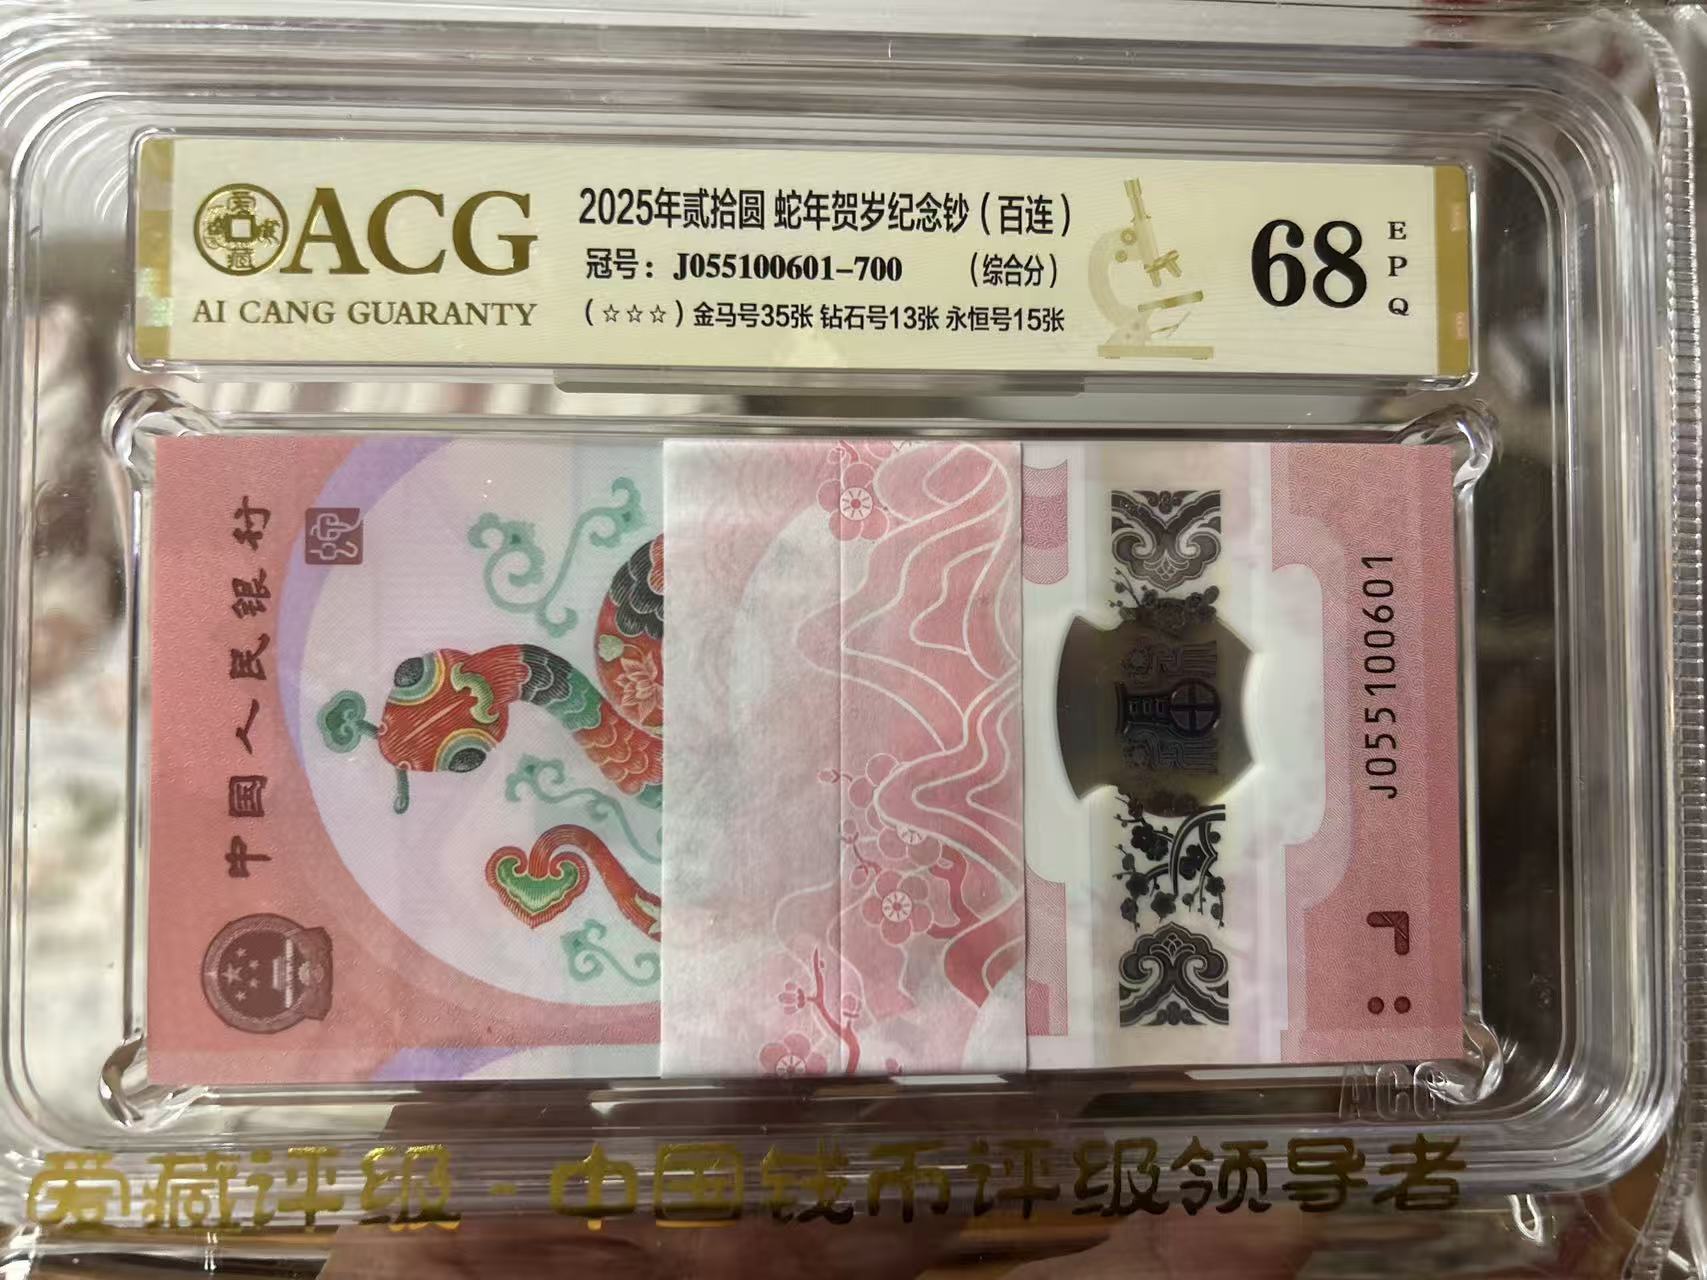 ACG
AI CANG GUARANTY
2025年贰拾圆 蛇年贺岁纪念钞（百连）
冠号：J055100601-700 （综合分）
（☆☆☆）金马号35张 钻石号13张 永恒号15张
68
EPQ
中国人民银行
J055100601
ACG
爱藏评级-中国钱币评级领导者